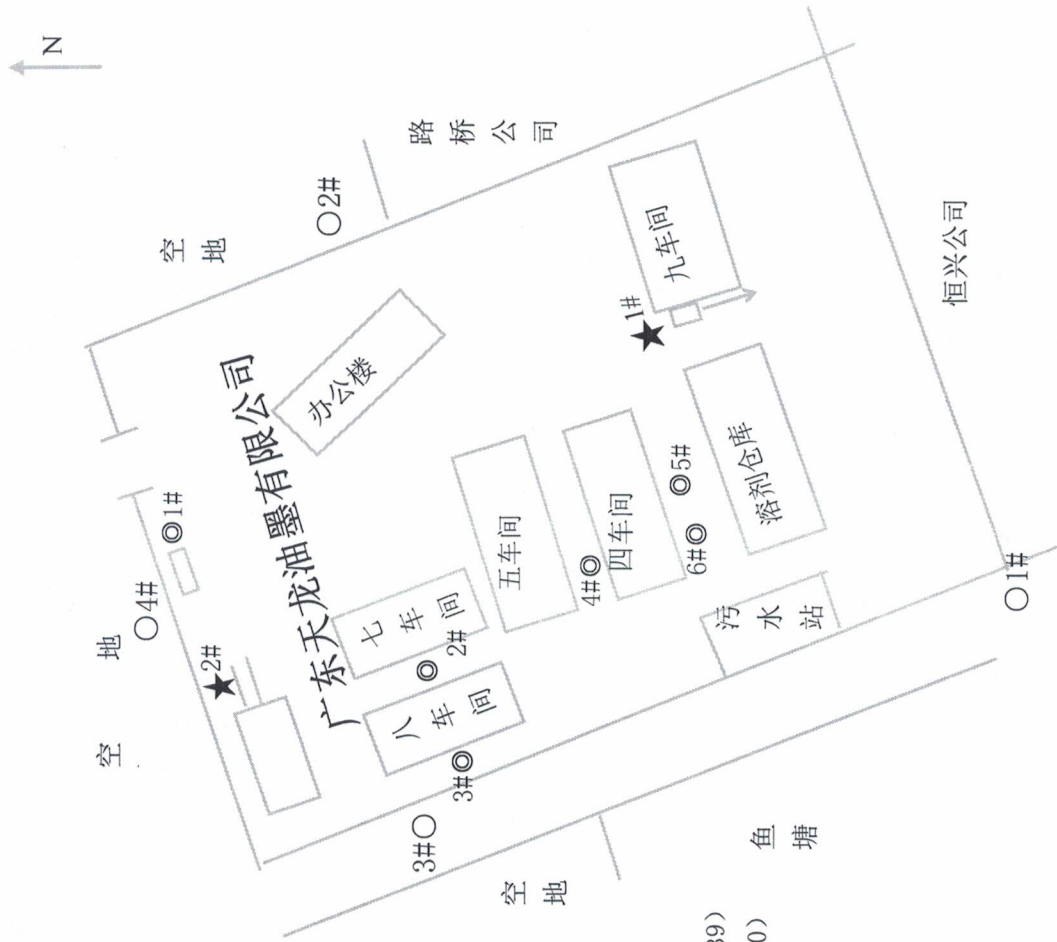 N
空地
路桥公司
○2#
○4#
◎1#
空地
★2#
广东天龙油墨有限公司
办公楼
七车间
八车间
◎2#
3#◎
3#○
五车间
4#◎
四车间
◎5#
6#◎
★1#
九车间
溶剂仓库
污水站
恒兴公司
○1#
空地
鱼塘
39)
0)